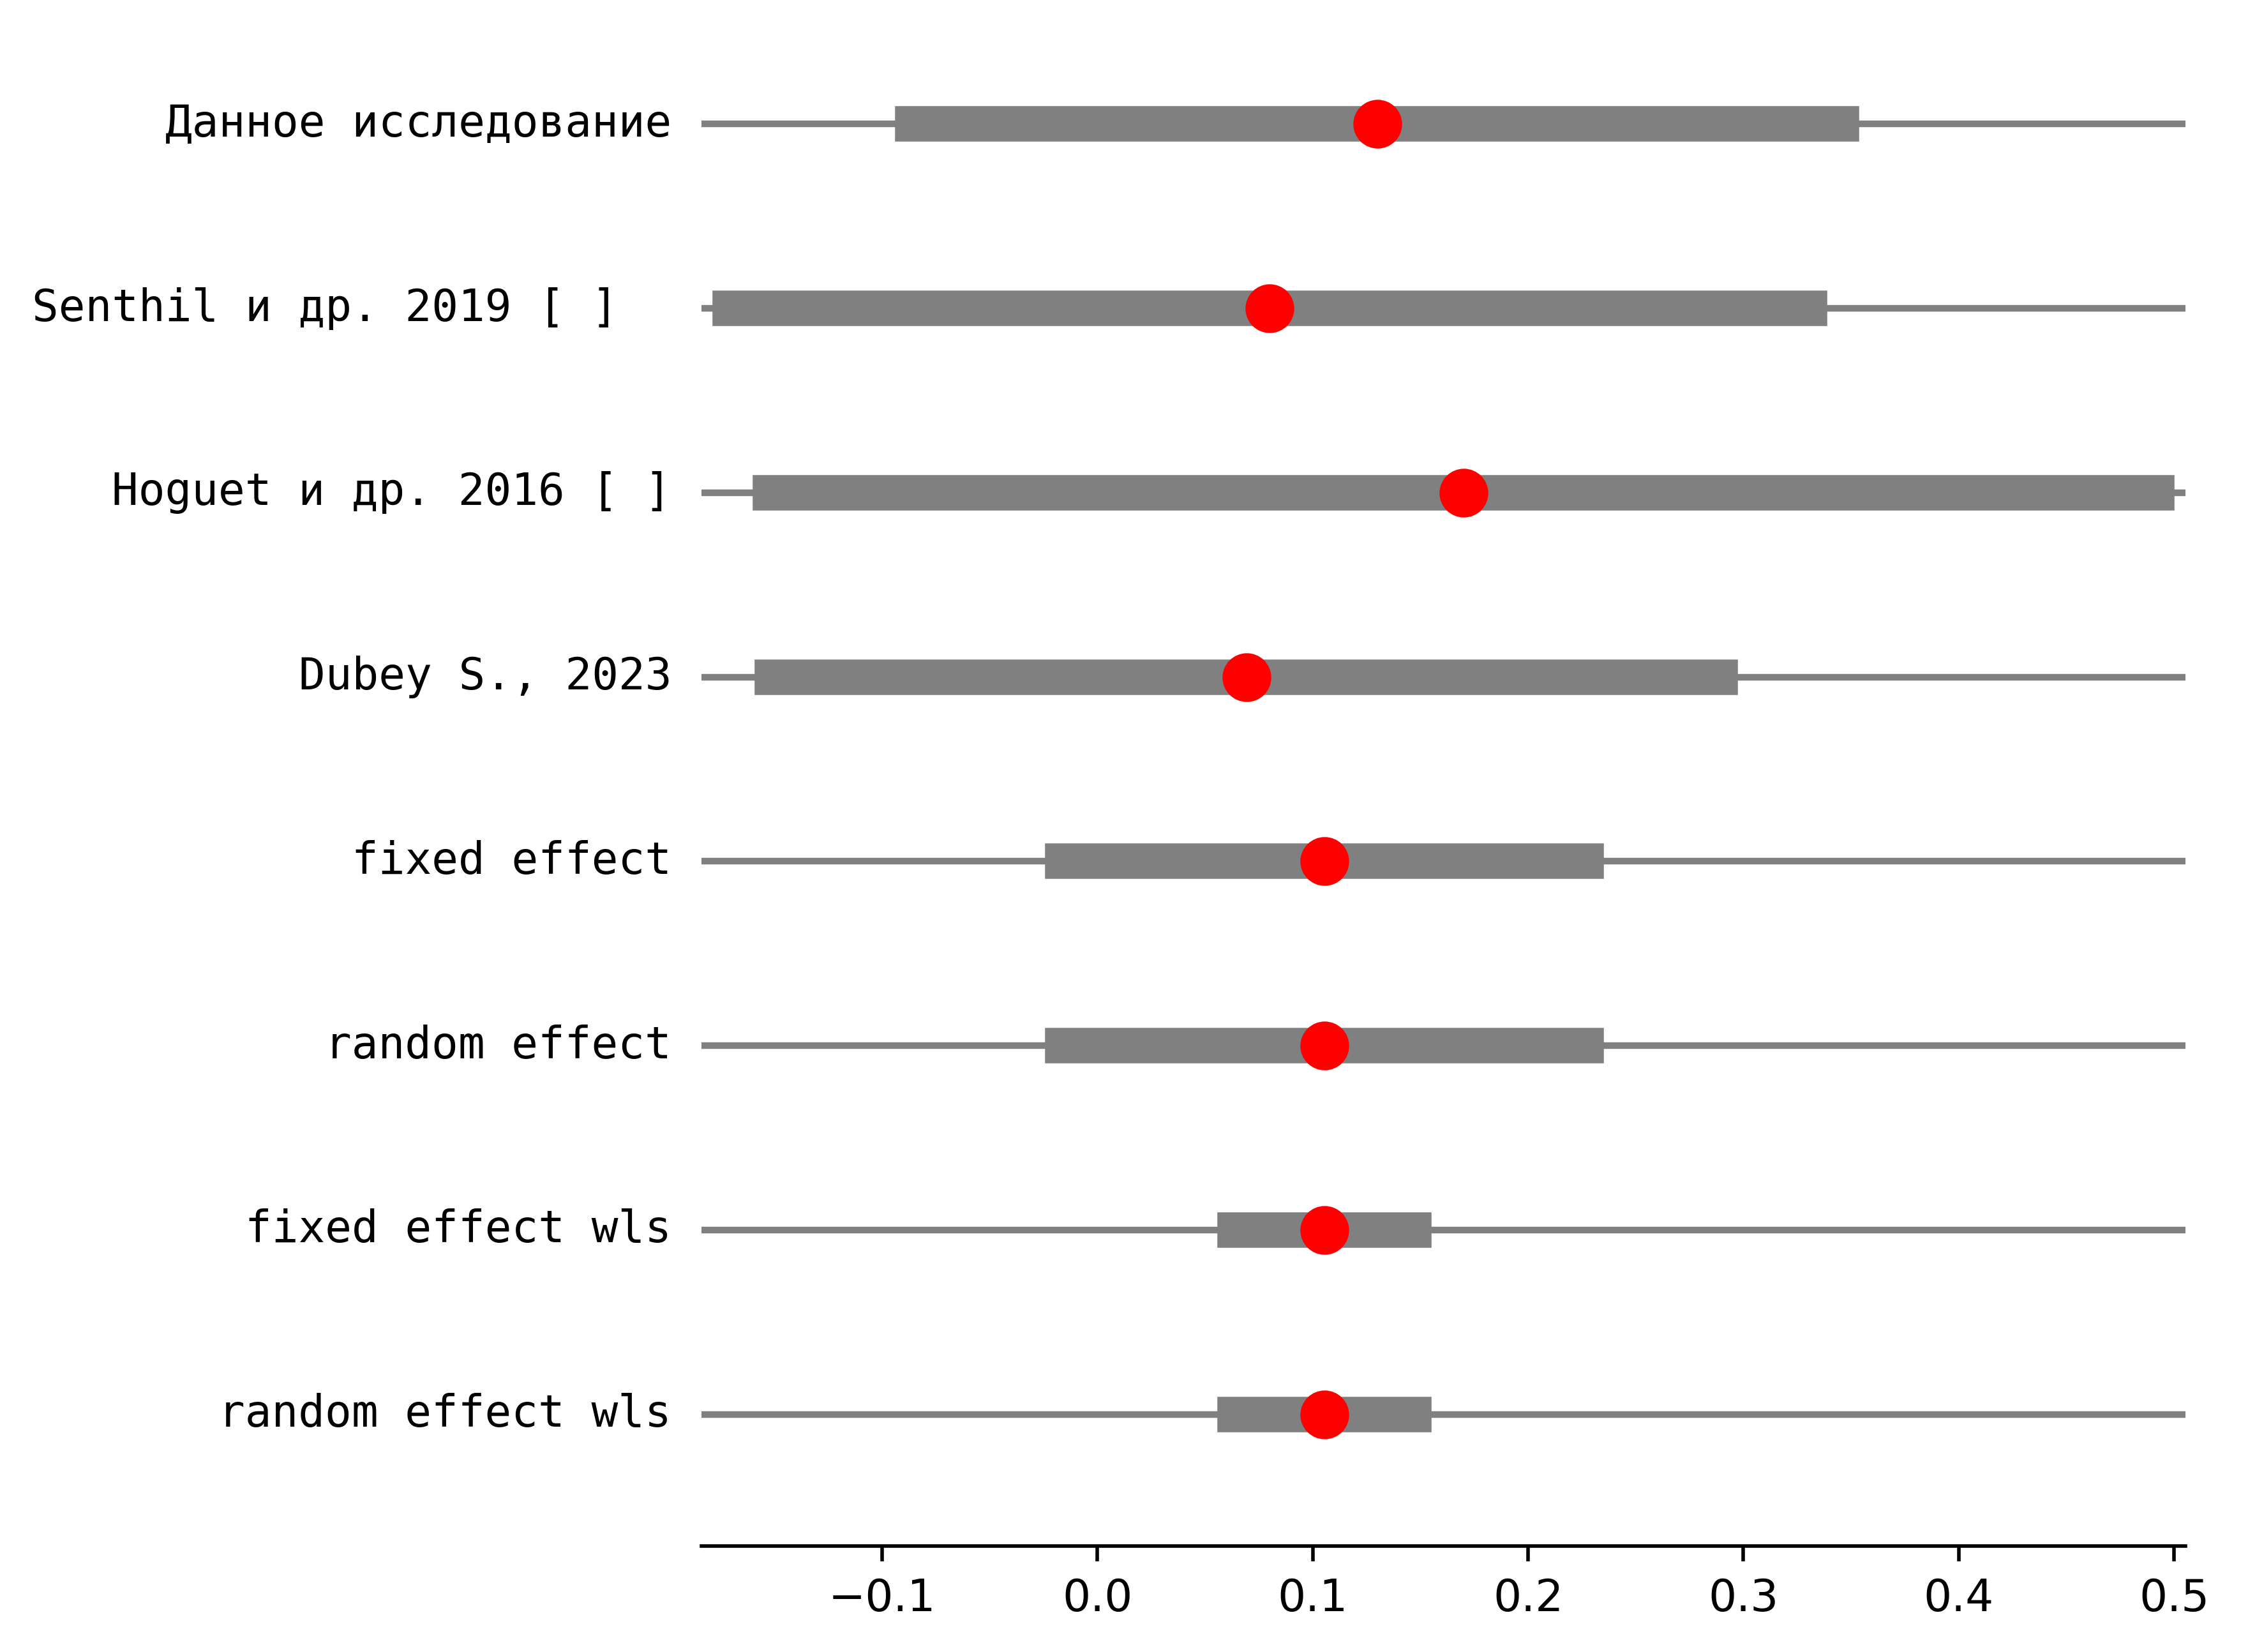 Данное исследование
Senthil и др. 2019 [ ]
Hoguet и др. 2016 [ ]
Dubey S., 2023
fixed effect
random effect
fixed effect wls
random effect wls
−0.1 0.0 0.1 0.2 0.3 0.4 0.5